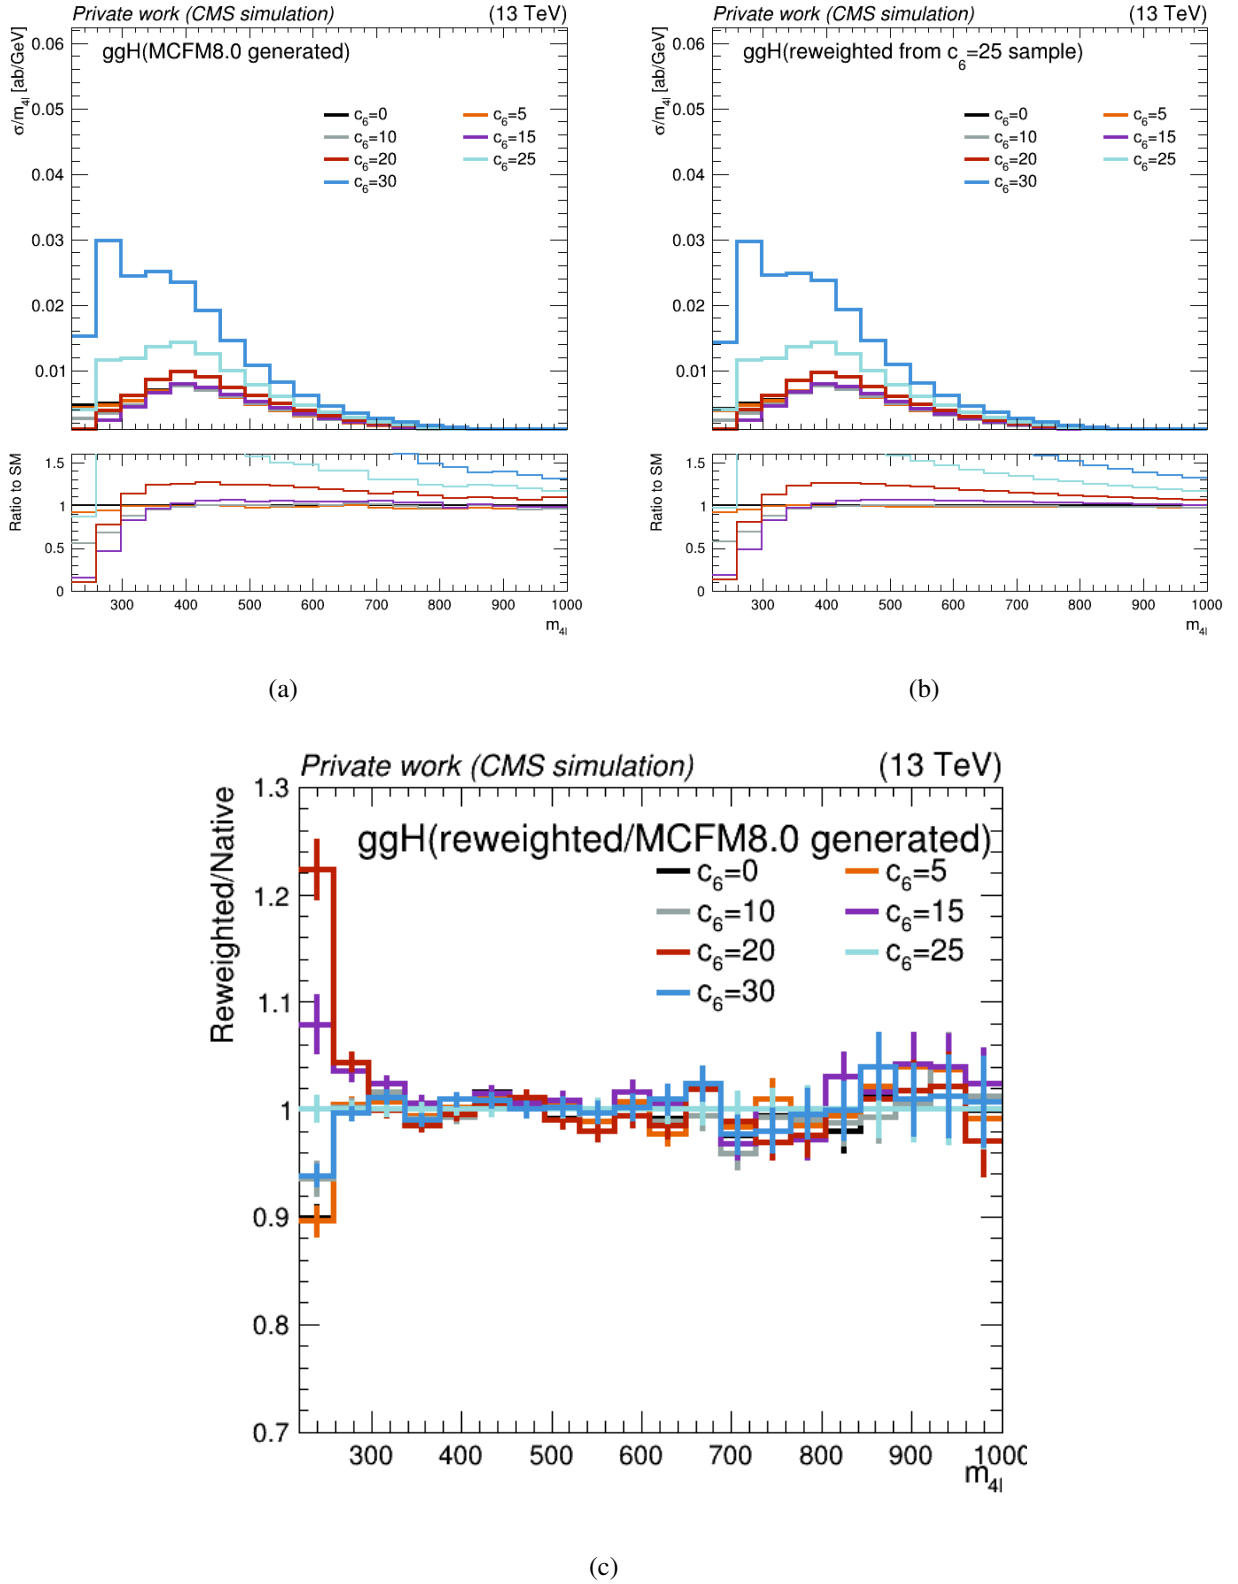 Private work (CMS simulation) (13 TeV)
σ/m4l [ab/GeV]
ggH(MCFM8.0 generated)
c6=0 c6=5
c6=10 c6=15
c6=20 c6=25
c6=30
0.06
0.05
0.04
0.03
0.02
0.01
Ratio to SM
1.5
1
0.5
0
300 400 500 600 700 800 900 1000
m4l
(a)
Private work (CMS simulation) (13 TeV)
σ/m4l [ab/GeV]
ggH(reweighted from c6=25 sample)
c6=0 c6=5
c6=10 c6=15
c6=20 c6=25
c6=30
0.06
0.05
0.04
0.03
0.02
0.01
Ratio to SM
1.5
1
0.5
0
300 400 500 600 700 800 900 1000
m4l
(b)
Private work (CMS simulation) (13 TeV)
Reweighted/Native
ggH(reweighted/MCFM8.0 generated)
c6=0 c6=5
c6=10 c6=15
c6=20 c6=25
c6=30
1.3
1.2
1.1
1
0.9
0.8
0.7
300 400 500 600 700 800 900 1000
m4l
(c)